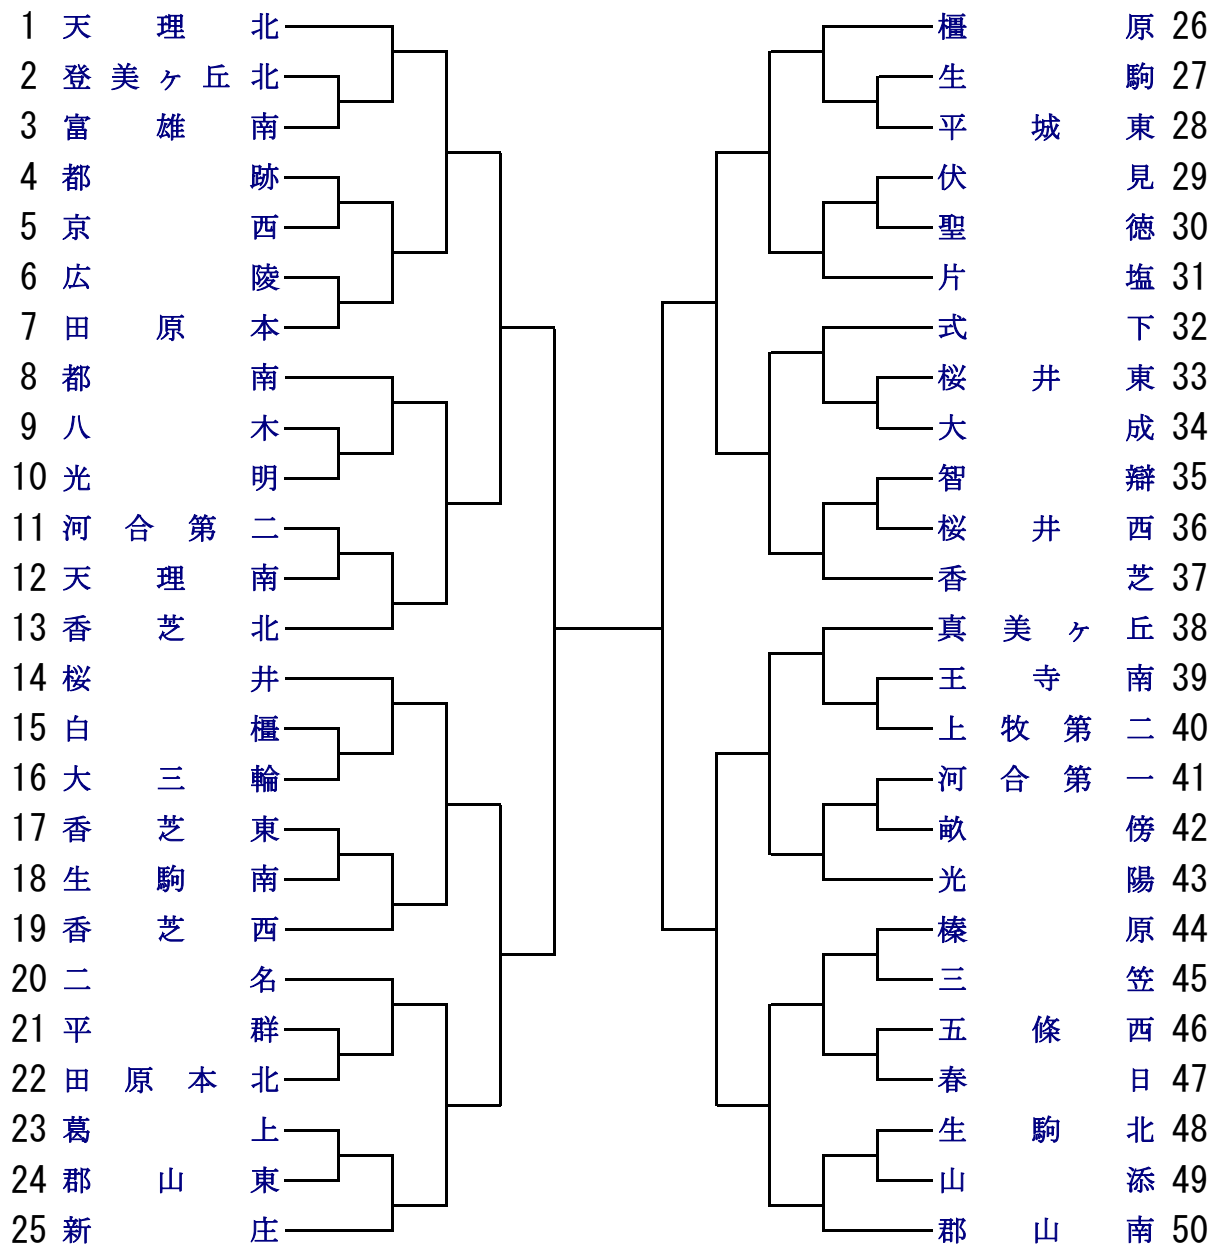 1 天理北
2 登美ヶ丘北
3 富雄南
4 都跡
5 京西
6 広陵
7 田原本
8 都南
9 八木
10 光明
11 河合第二
12 天理南
13 香芝北
14 桜井
15 白橿
16 大三輪
17 香芝東
18 生駒南
19 香芝西
20 二名
21 平群
22 田原本北
23 葛上
24 郡山東
25 新庄
橿原 26
生駒 27
平城東 28
伏見 29
聖徳 30
片塩 31
式下 32
桜井東 33
大成 34
智辯 35
桜井西 36
香芝 37
真美ヶ丘 38
王寺南 39
上牧第二 40
河合第一 41
畝傍 42
光陽 43
榛原 44
三笠 45
五條西 46
春日 47
生駒北 48
山添 49
郡山南 50